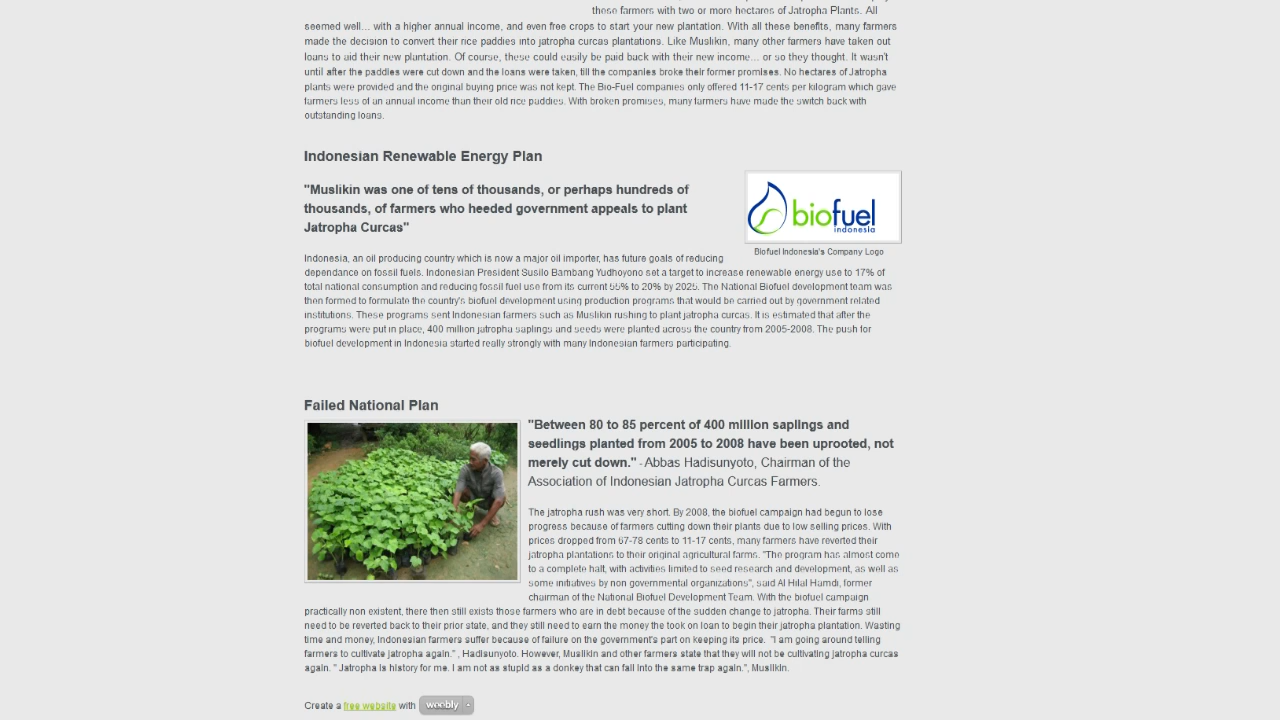 these farmers with two or more hectares of Jatropha Plants. All
seemed well... with a higher annual income, and even free crops to start your new plantation. With all these benefits, many farmers
made the decision to convert their rice paddies into jatropha curcas plantations. Like Muslikin, many other farmers have taken out
loans to aid their new plantation. Of course, these could easily be paid back with their new income... or so they thought. It wasn't
until after the paddies were cut down and the loans were taken, till the companies broke their former promises. No hectares of Jatropha
plants were provided and the original buying price was not kept. The Bio-Fuel companies only offered 11-17 cents per kilogram which gave
farmers less of an annual income than their old rice paddies. With broken promises, many farmers have made the switch back with
outstanding loans.
Indonesian Renewable Energy Plan
"Muslikin was one of tens of thousands, or perhaps hundreds of
thousands, of farmers who heeded government appeals to plant
Jatropha Curcas"
biofuel
indonesia
Biofuel Indonesia's Company Logo
Indonesia, an oil producing country which is now a major oil importer, has future goals of reducing
dependance on fossil fuels. Indonesian President Susilo Bambang Yudhoyono set a target to increase renewable energy use to 17% of
total national consumption and reducing fossil fuel use from its current 55% to 20% by 2025. The National Biofuel development team was
then formed to formulate the country's biofuel development using production programs that would be carried out by government related
institutions. These programs sent Indonesian farmers such as Muslikin rushing to plant jatropha curcas. It is estimated that after the
programs were put in place, 400 million jatropha saplings and seeds were planted across the country from 2005-2008. The push for
biofuel development in Indonesia started really strongly with many Indonesian farmers participating.
Failed National Plan
"Between 80 to 85 percent of 400 million saplings and
seedlings planted from 2005 to 2008 have been uprooted, not
merely cut down." - Abbas Hadisunyoto, Chairman of the
Association of Indonesian Jatropha Curcas Farmers.
The jatropha rush was very short. By 2008, the biofuel campaign had begun to lose
progress because of farmers cutting down their plants due to low selling prices. With
prices dropped from 67-78 cents to 11-17 cents, many farmers have reverted their
jatropha plantations to their original agricultural farms. "The program has almost come
to a complete halt, with activities limited to seed research and development, as well as
some initiatives by non governmental organizations", said Al Hilal Hamdi, former
chairman of the National Biofuel Development Team. With the biofuel campaign
practically non existent, there then still exists those farmers who are in debt because of the sudden change to jatropha. Their farms still
need to be reverted back to their prior state, and they still need to earn the money the took on loan to begin their jatropha plantation. Wasting
time and money, Indonesian farmers suffer because of failure on the government's part on keeping its price. "I am going around telling
farmers to cultivate jatropha again." , Hadisunyoto. However, Muslikin and other farmers state that they will not be cultivating jatropha curcas
again. " Jatropha is history for me. I am not as stupid as a donkey that can fall into the same trap again.", Muslikin.
Create a free website with weebly